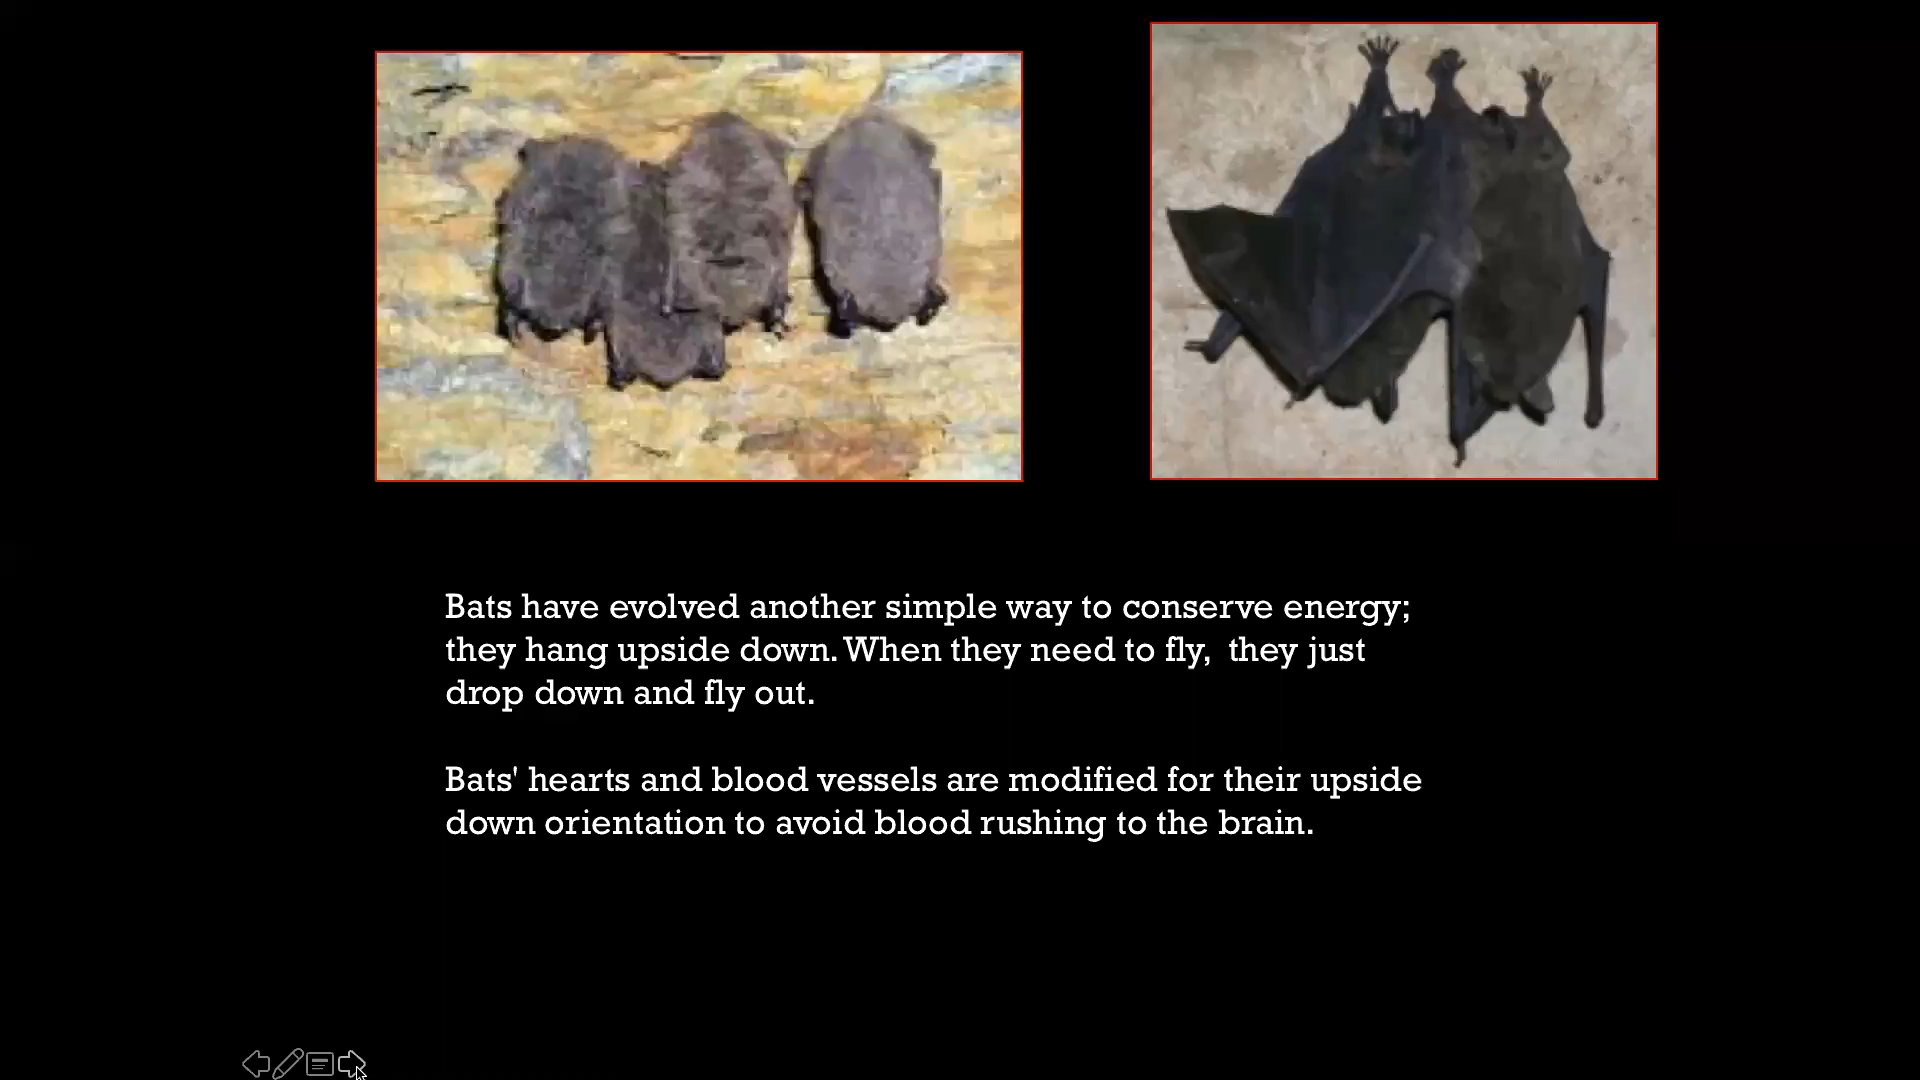 Bats have evolved another simple way to conserve energy;
they hang upside down. When they need to fly,  they just
drop down and fly out.
Bats' hearts and blood vessels are modified for their upside
down orientation to avoid blood rushing to the brain.